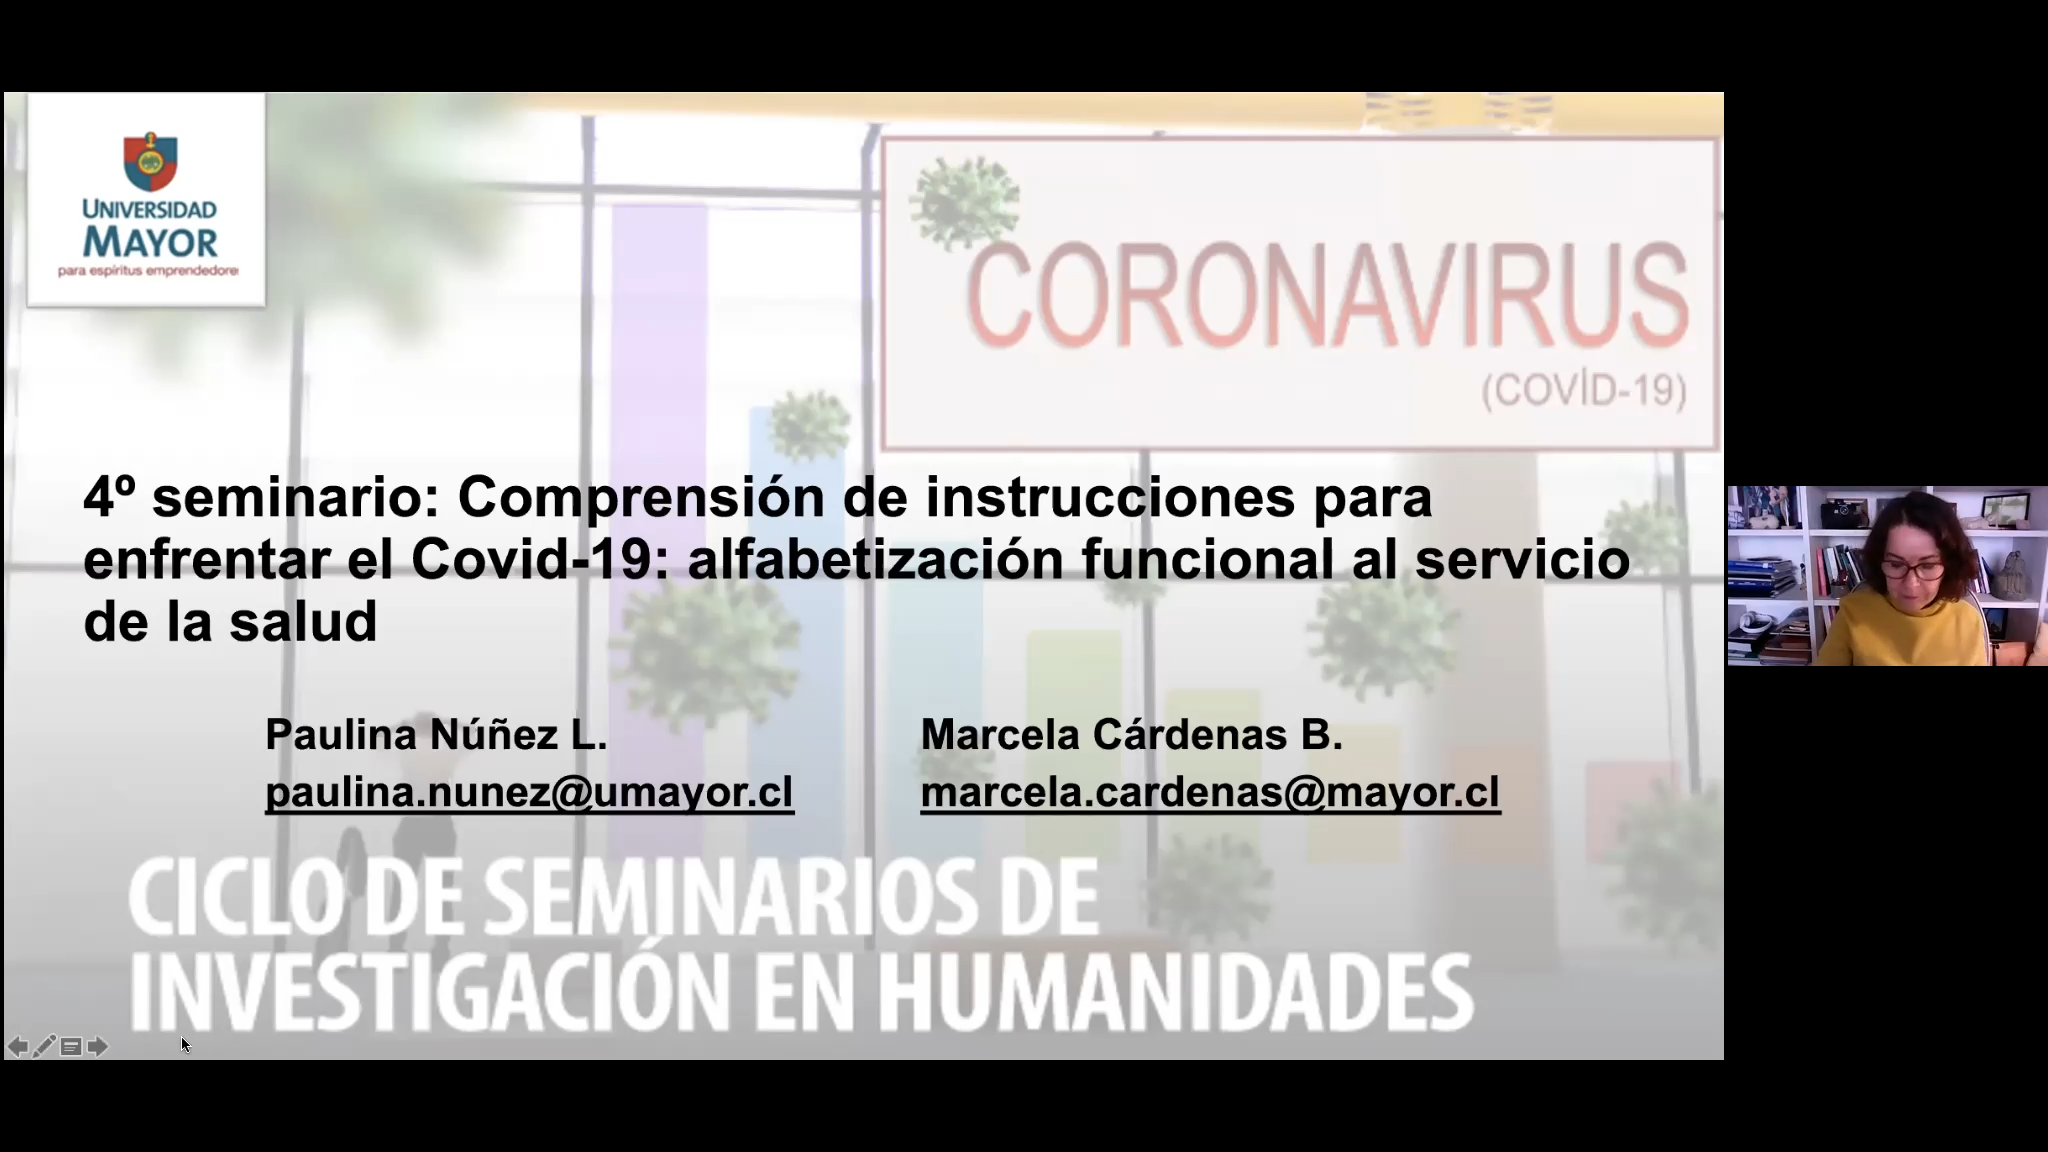 UNIVERSIDAD
MAYOR
para espíritus emprendedore
CORONAVIRUS
(COVİD-19)
4º seminario: Comprensión de instrucciones para
enfrentar el Covid-19: alfabetización funcional al servicio
de la salud
Paulina Núñez L.
paulina.nunez@umayor.cl
Marcela Cárdenas B.
marcela.cardenas@mayor.cl
CICLO DE SEMINARIOS DE
INVESTIGACIÓN EN HUMANIDADES